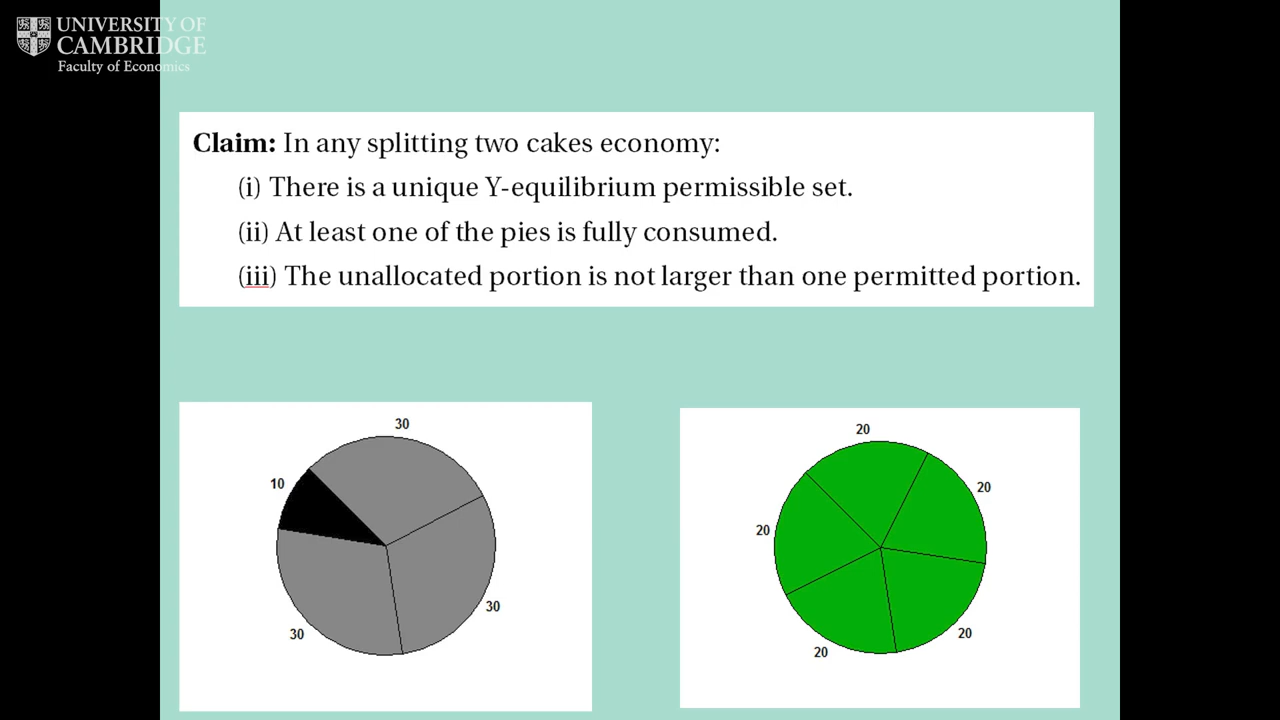 UNIVERSITY OF
CAMBRIDGE
Faculty of Economics
Claim: In any splitting two cakes economy:
(i) There is a unique Y-equilibrium permissible set.
(ii) At least one of the pies is fully consumed.
(iii) The unallocated portion is not larger than one permitted portion.
30
10
30
30
20
20
20
20
20